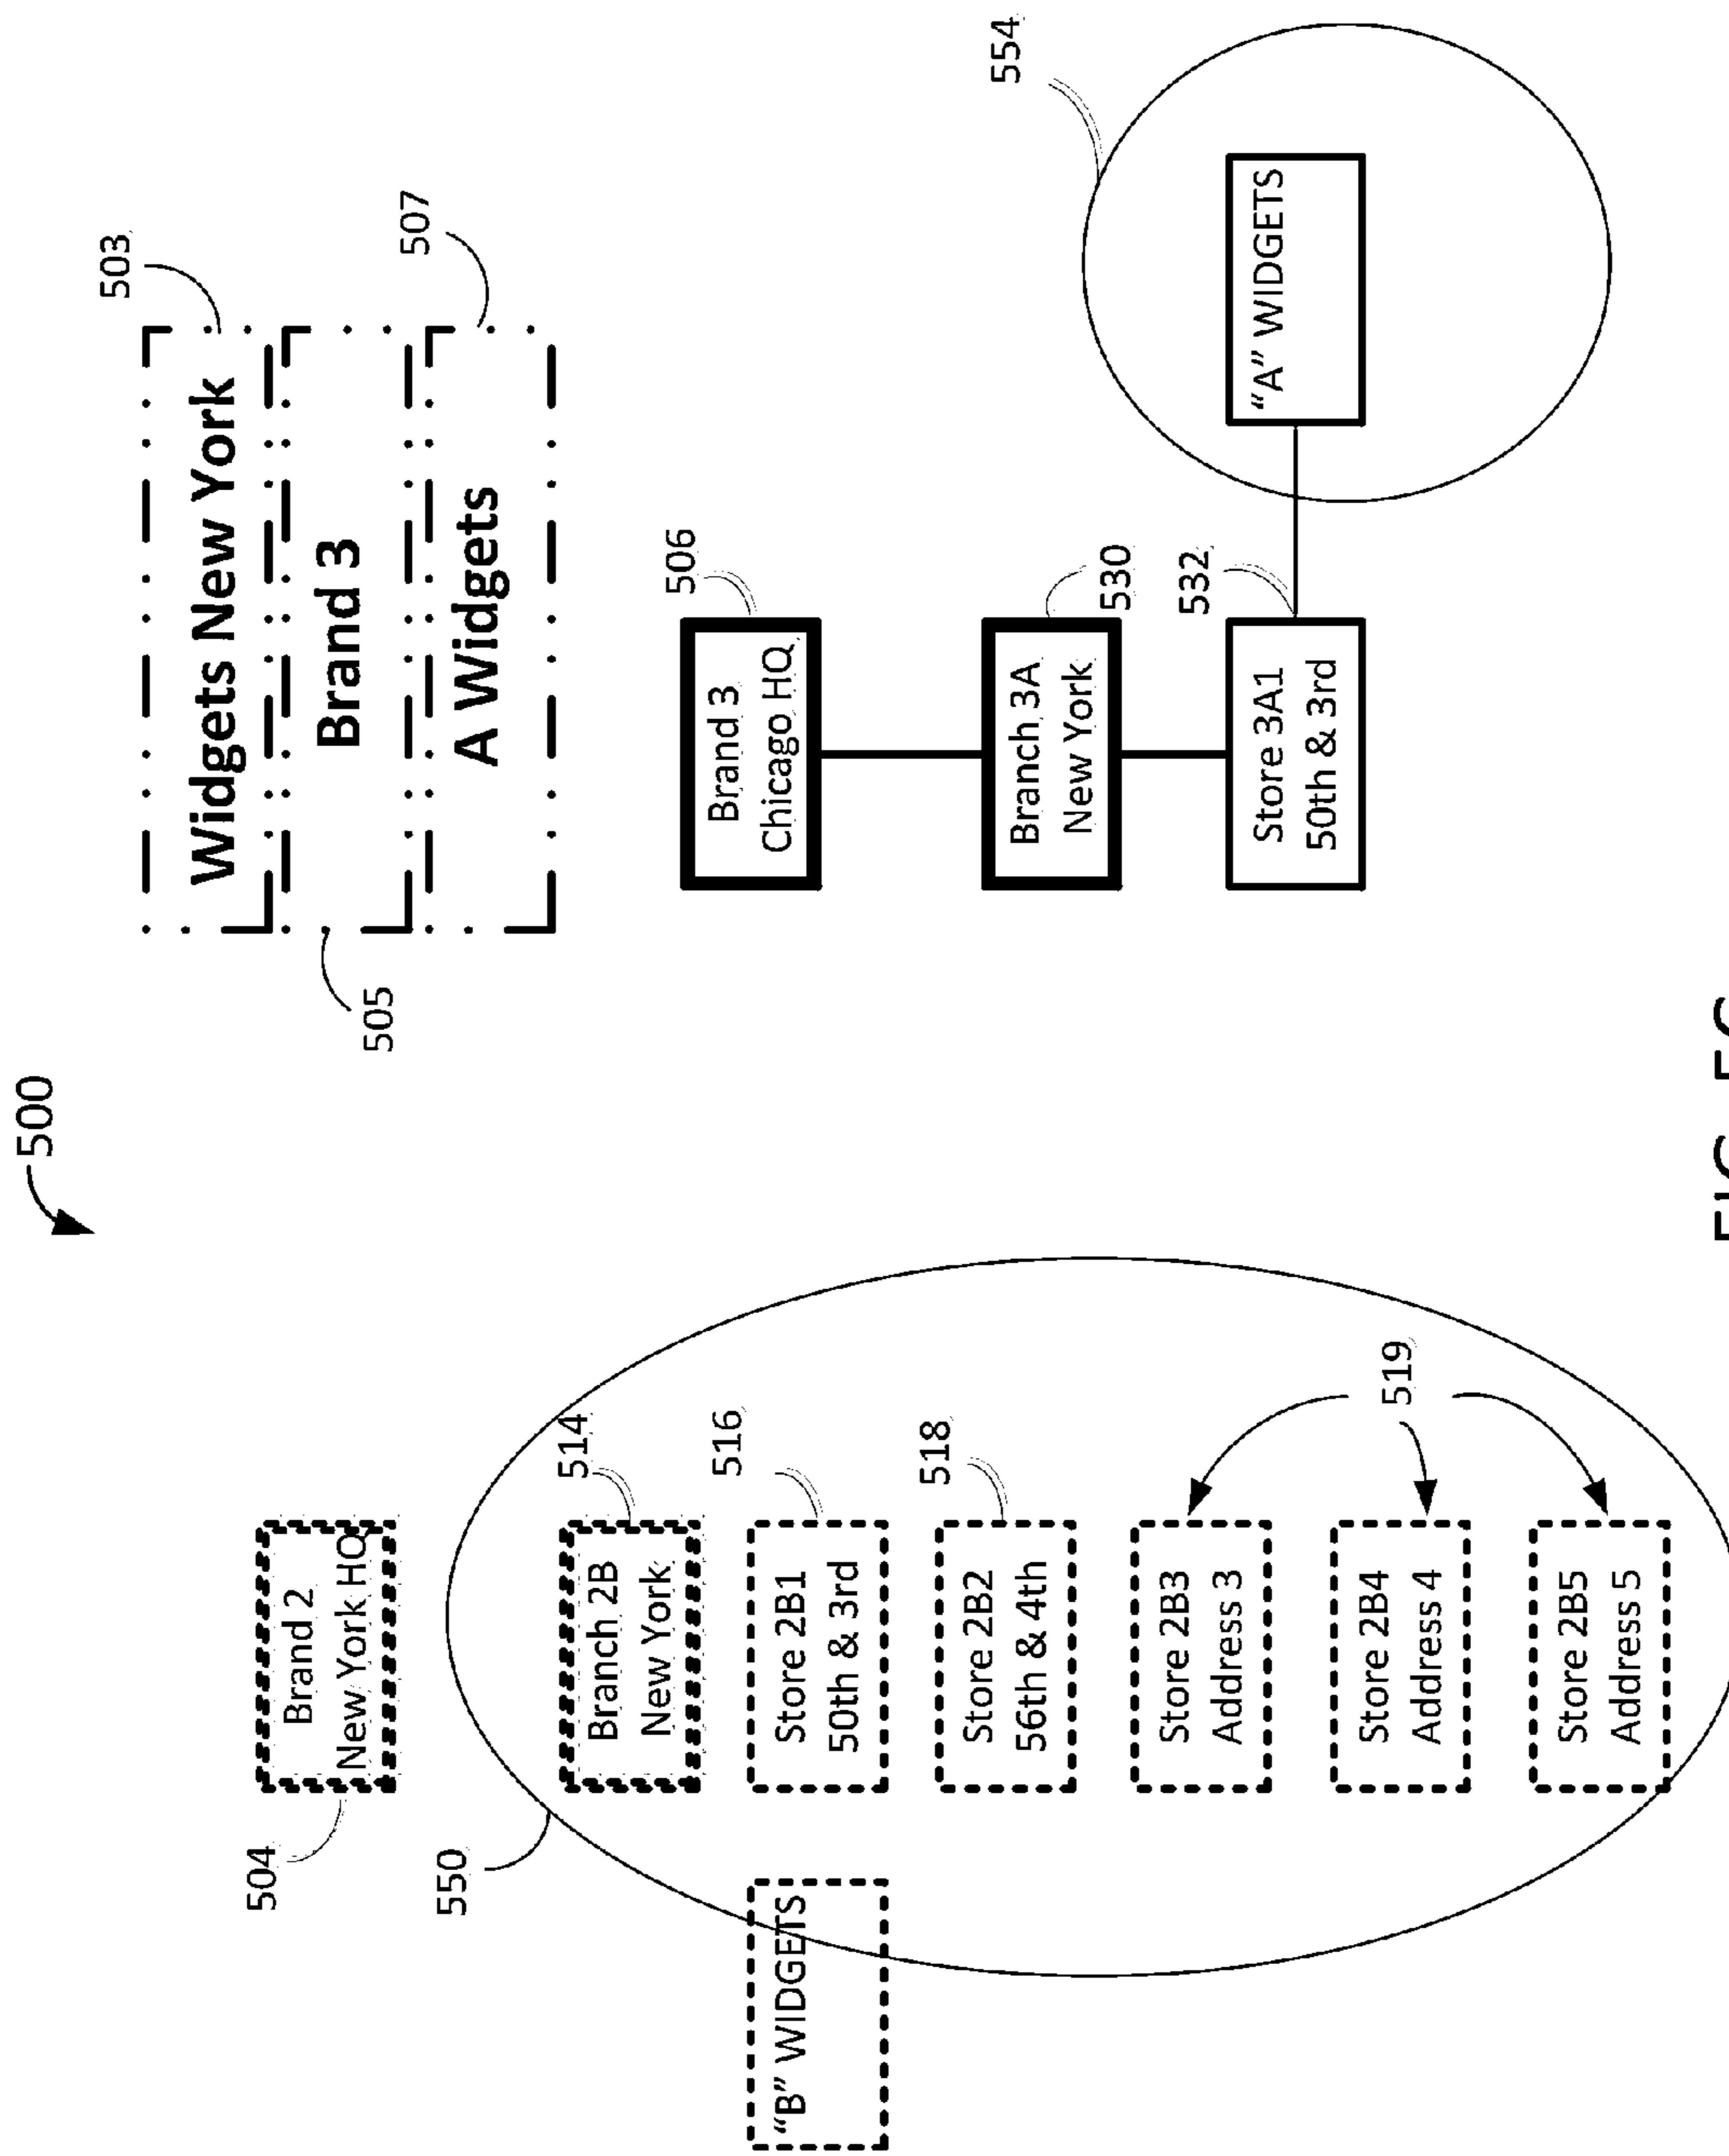 500
503
Widgets New York
505
Brand 3
507
A Widgets
504
Brand 2
New York HQ
506
Brand 3
Chicago HQ
550
514
Branch 2B
New York
530
Branch 3A
New York
"B" WIDGETS
516
Store 2B1
50th & 3rd
518
Store 2B2
56th & 4th
532
Store 3A1
50th & 3rd
554
“A” WIDGETS
519
Store 2B3
Address 3
Store 2B4
Address 4
Store 2B5
Address 5